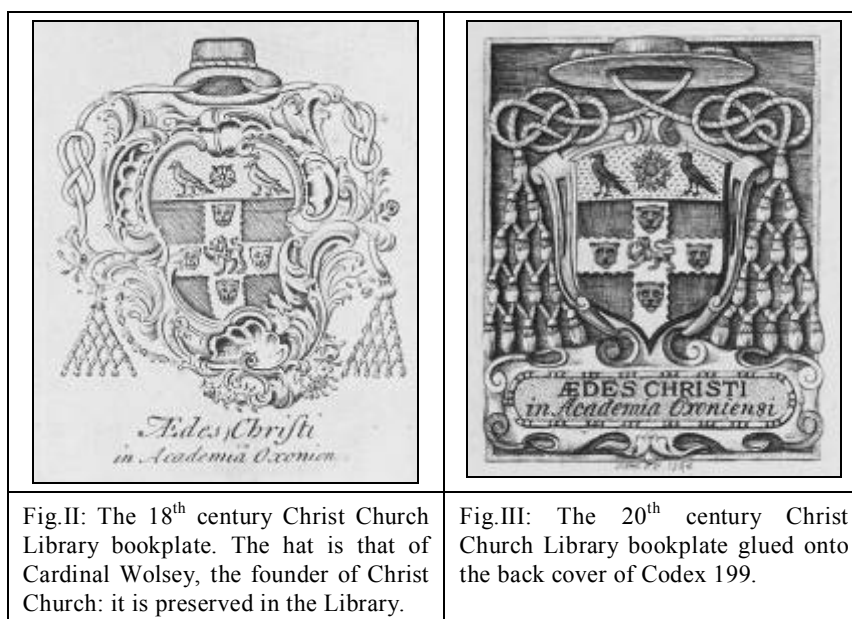 Ædes Chriſti
in Academiâ Oxonien
ÆDES CHRISTI
in Academia Oxoniensi
Fig.II: The 18th century Christ Church
Library bookplate. The hat is that of
Cardinal Wolsey, the founder of Christ
Church: it is preserved in the Library.
Fig.III: The 20th century Christ
Church Library bookplate glued onto
the back cover of Codex 199.